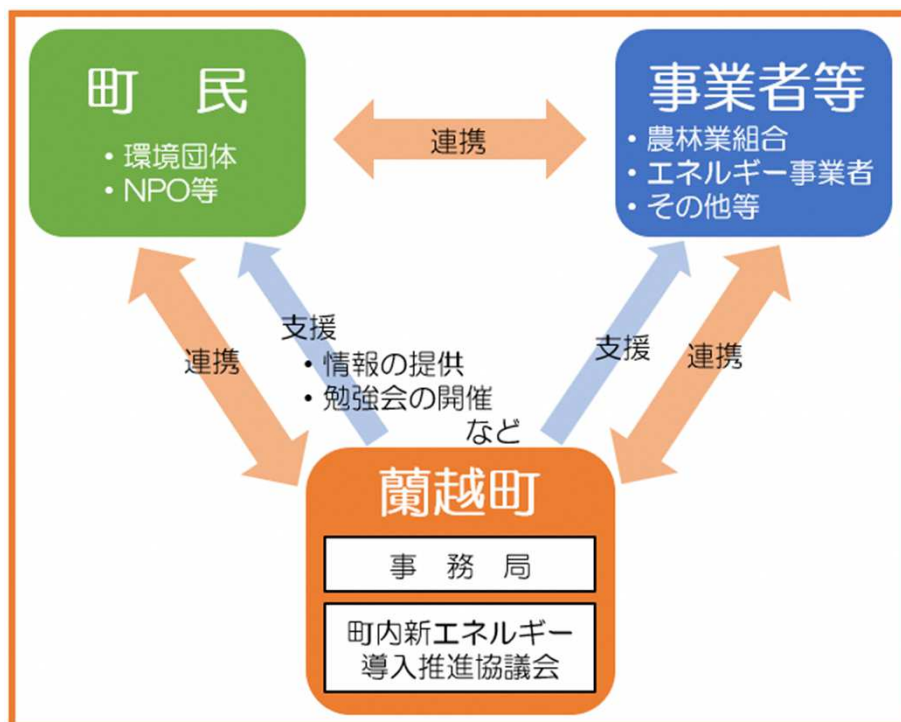 町　民
・環境団体
・NPO等
事業者等
・農林業組合
・エネルギー事業者
・その他等
連携
連携
支援
・情報の提供
・勉強会の開催
など
支援
連携
蘭越町
事　務　局
町内新エネルギー
導入推進協議会